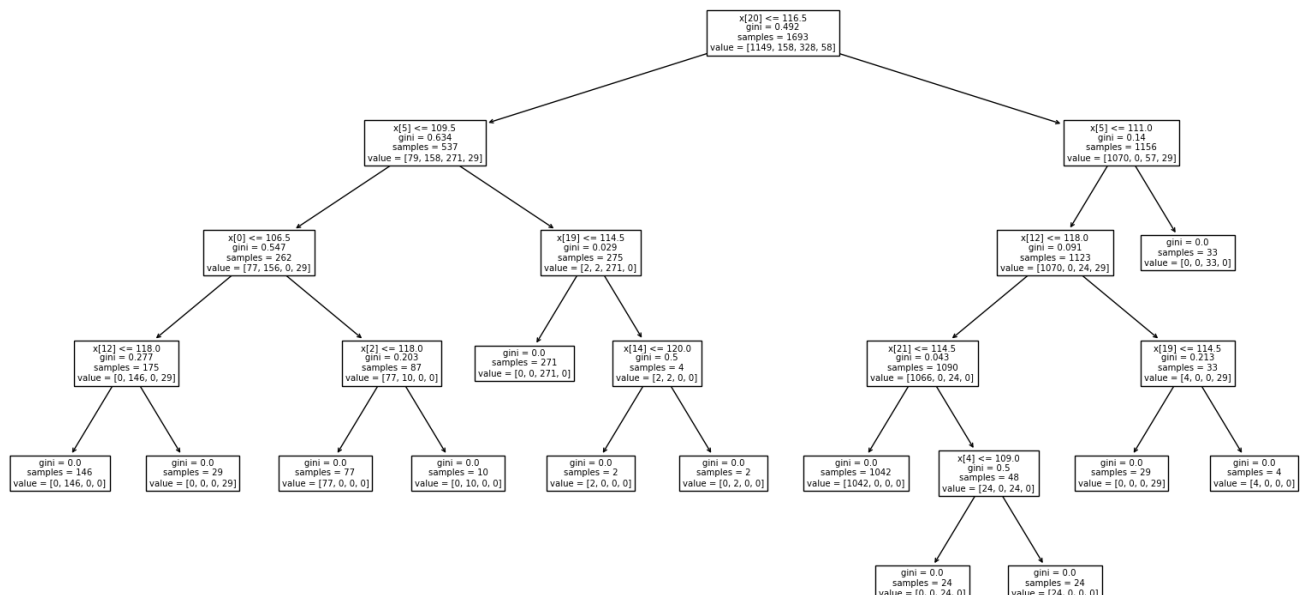 x[20] <= 116.5
gini = 0.492
samples = 1693
value = [1149, 158, 328, 58]
x[5] <= 109.5
gini = 0.634
samples = 537
value = [79, 158, 271, 29]
x[5] <= 111.0
gini = 0.14
samples = 1156
value = [1070, 0, 57, 29]
x[0] <= 106.5
gini = 0.547
samples = 262
value = [77, 156, 0, 29]
x[19] <= 114.5
gini = 0.029
samples = 275
value = [2, 2, 271, 0]
x[12] <= 118.0
gini = 0.091
samples = 1123
value = [1070, 0, 24, 29]
gini = 0.0
samples = 33
value = [0, 0, 33, 0]
x[12] <= 118.0
gini = 0.277
samples = 175
value = [0, 146, 0, 29]
x[2] <= 118.0
gini = 0.203
samples = 87
value = [77, 10, 0, 0]
gini = 0.0
samples = 271
value = [0, 0, 271, 0]
x[14] <= 120.0
gini = 0.5
samples = 4
value = [2, 2, 0, 0]
x[21] <= 114.5
gini = 0.043
samples = 1090
value = [1066, 0, 24, 0]
x[19] <= 114.5
gini = 0.213
samples = 33
value = [4, 0, 0, 29]
gini = 0.0
samples = 146
value = [0, 146, 0, 0]
gini = 0.0
samples = 29
value = [0, 0, 0, 29]
gini = 0.0
samples = 77
value = [77, 0, 0, 0]
gini = 0.0
samples = 10
value = [0, 10, 0, 0]
gini = 0.0
samples = 2
value = [2, 0, 0, 0]
gini = 0.0
samples = 2
value = [0, 2, 0, 0]
gini = 0.0
samples = 1042
value = [1042, 0, 0, 0]
x[4] <= 109.0
gini = 0.5
samples = 48
value = [24, 0, 24, 0]
gini = 0.0
samples = 29
value = [0, 0, 0, 29]
gini = 0.0
samples = 4
value = [4, 0, 0, 0]
gini = 0.0
samples = 24
value = [0, 0, 24, 0]
gini = 0.0
samples = 24
value = [24, 0, 0, 0]